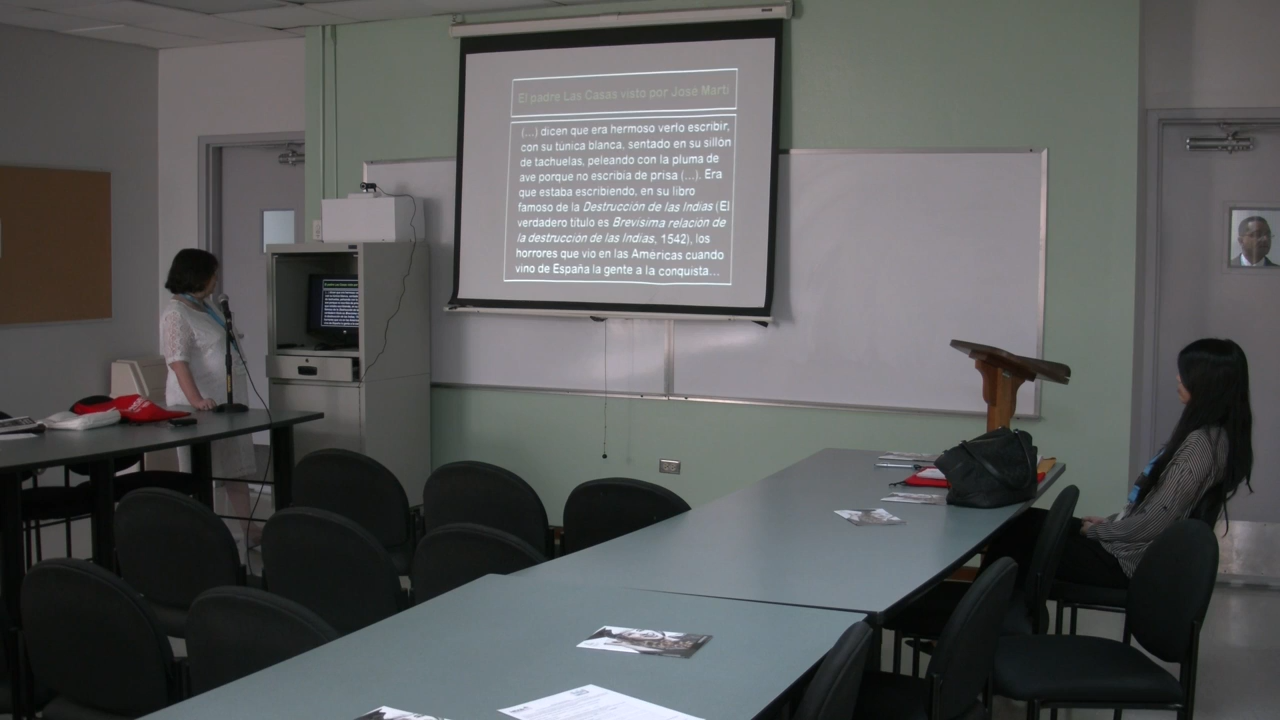 El padre Las Casas visto por José Martí
(...) dicen que era hermoso verlo escribir,
con su túnica blanca, sentado en su sillón
de tachuelas, peleando con la pluma de
ave porque no escribía de prisa (...). Era
que estaba escribiendo, en su libro
famoso de la Destrucción de las Indias (El
verdadero título es Brevísima relación de
la destrucción de las Indias, 1542), los
horrores que vio en las Américas cuando
vino de España la gente a la conquista...